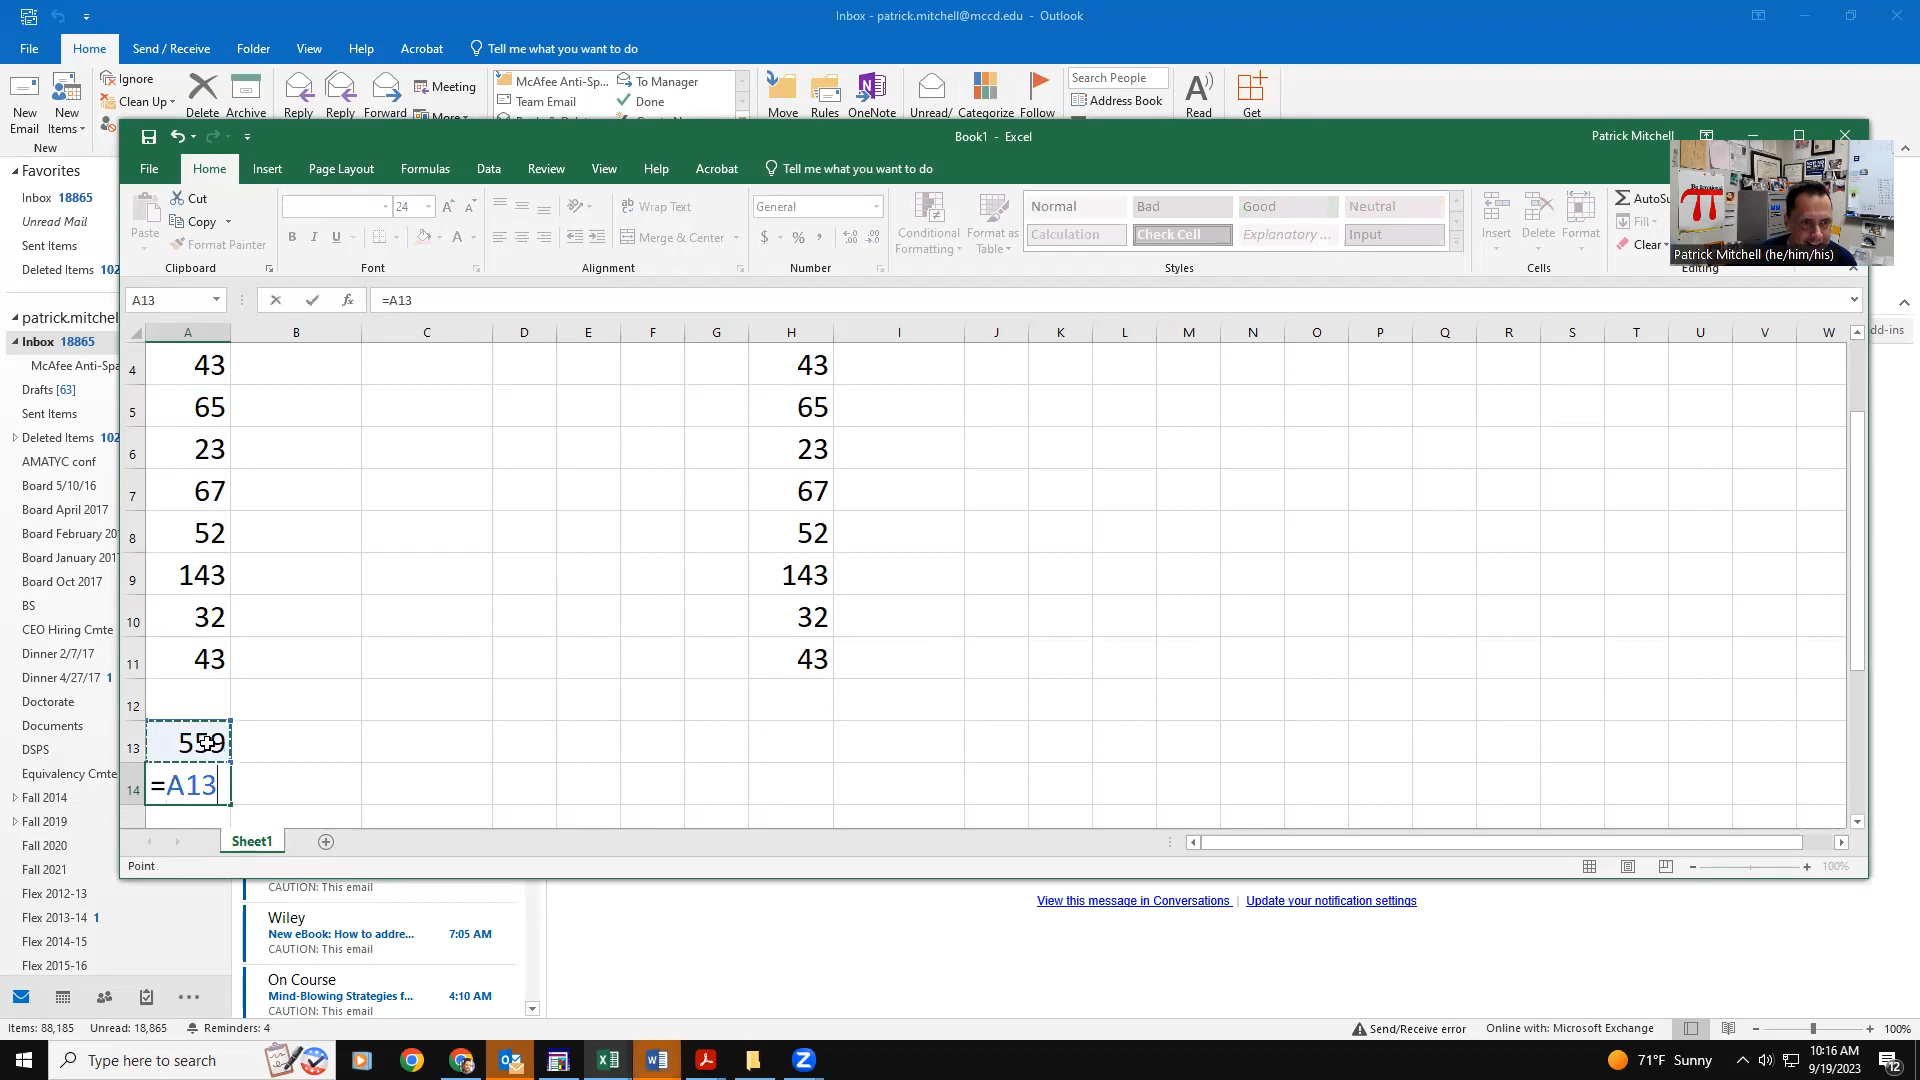 Inbox - patrick.mitchell@mccd.edu - Outlook
File Home Send / Receive Folder View Help Acrobat Tell me what you want to do
New Email
New Items
Ignore
Clean Up
Delete
Archive
Reply
Reply
Forward
Meeting
More
McAfee Anti-Sp...
To Manager
Team Email
Done
Move
Rules
OneNote
Unread/
Categorize
Follow
Search People
Address Book
Read
Get
New
Book1 - Excel
Patrick Mitchell
File Home Insert Page Layout Formulas Data Review View Help Acrobat Tell me what you want to do
Paste
Cut
Copy
Format Painter
Clipboard
24
B I U
Font
Wrap Text
Merge & Center
Alignment
General
$ % ,
Number
Conditional Formatting
Format as Table
Normal Bad Good Neutral
Calculation Check Cell Explanatory ... Input
Styles
Insert
Delete
Format
Cells
AutoSu
Fill
Clear
Editing
Patrick Mitchell (he/him/his)
A13
fx
=A13
dd-ins
A B C D E F G H I J K L M N O P Q R S T U V W
4 43 43
5 65 65
6 23 23
7 67 67
8 52 52
9 143 143
10 32 32
11 43 43
12
13 559
14 =A13
Sheet1
Point
100%
Favorites
Inbox 18865
Unread Mail
Sent Items
Deleted Items 102
patrick.mitchell
Inbox 18865
McAfee Anti-Spa
Drafts [63]
Sent Items
Deleted Items 102
AMATYC conf
Board 5/10/16
Board April 2017
Board February 20
Board January 201
Board Oct 2017
BS
CEO Hiring Cmte
Dinner 2/7/17
Dinner 4/27/17 1
Doctorate
Documents
DSPS
Equivalency Cmte
Fall 2014
Fall 2019
Fall 2020
Fall 2021
Flex 2012-13
Flex 2013-14 1
Flex 2014-15
Flex 2015-16
CAUTION: This email
Wiley
New eBook: How to addre... 7:05 AM
CAUTION: This email
On Course
Mind-Blowing Strategies f... 4:10 AM
CAUTION: This email
View this message in Conversations | Update your notification settings
Items: 88,185 Unread: 18,865 Reminders: 4
Send/Receive error
Online with: Microsoft Exchange
100%
Type here to search
71°F Sunny
10:16 AM
9/19/2023
12